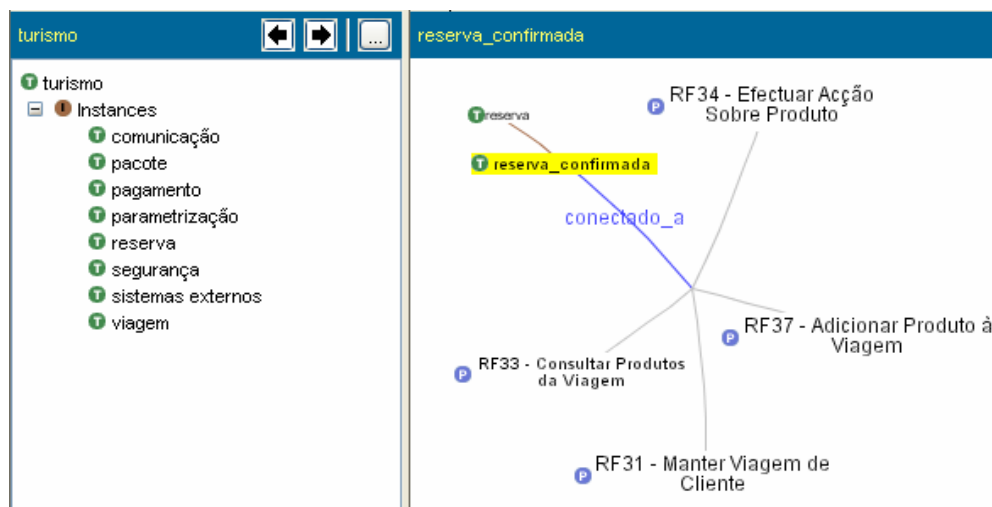 turismo
...
turismo
Instances
comunicação
pacote
pagamento
parametrização
reserva
segurança
sistemas externos
viagem
reserva_confirmada
RF34 - Efectuar Acção
Sobre Produto
reserva
reserva_confirmada
conectado_a
RF37 - Adicionar Produto à
Viagem
RF33 - Consultar Produtos
da Viagem
RF31 - Manter Viagem de
Cliente